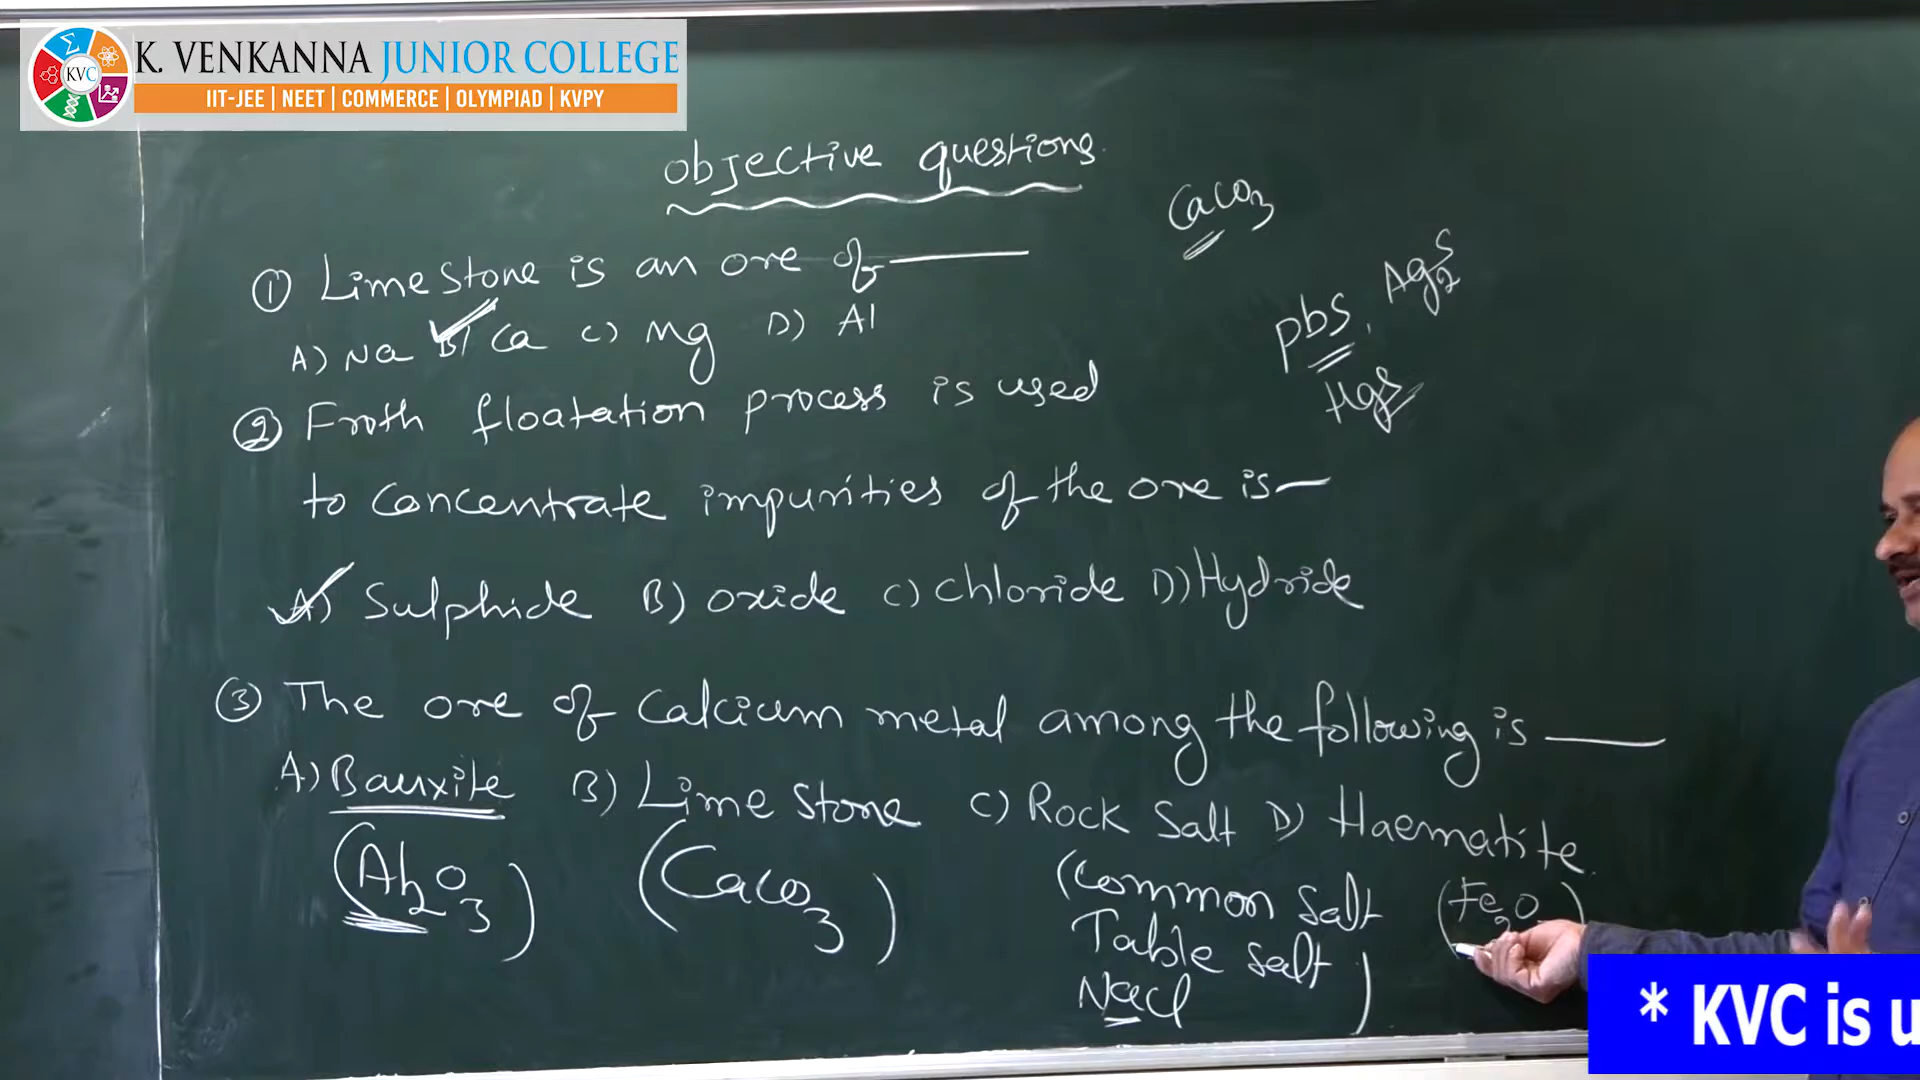 KVC
K. VENKANNA JUNIOR COLLEGE
IIT-JEE | NEET | COMMERCE | OLYMPIAD | KVPY
objective questions
CaCO3
① Lime Stone is an ore of ———
A) Na B) Ca C) Mg D) Al
Pbs, Ag2S
Hgs
② Froth floatation process is used
to concentrate impurities of the ore is —
A) Sulphide B) oxide C) chloride D) Hydride
③ The ore of Calcium metal among the following is ———
A) Bauxite B) Lime Stone C) Rock Salt D) Haematite
(Al2O3) (CaCO3) (Common Salt (Fe2O )
Table Salt
Nacl )
* KVC is u